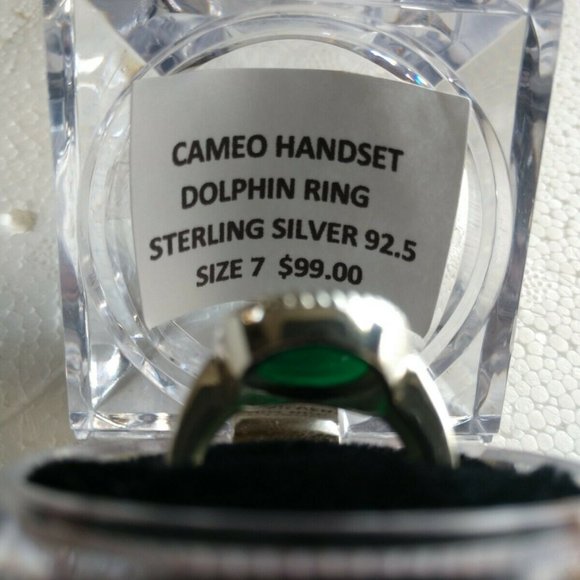 CAMEO HANDSET
DOLPHIN RING
STERLING SILVER 92.5
SIZE 7 $99.00